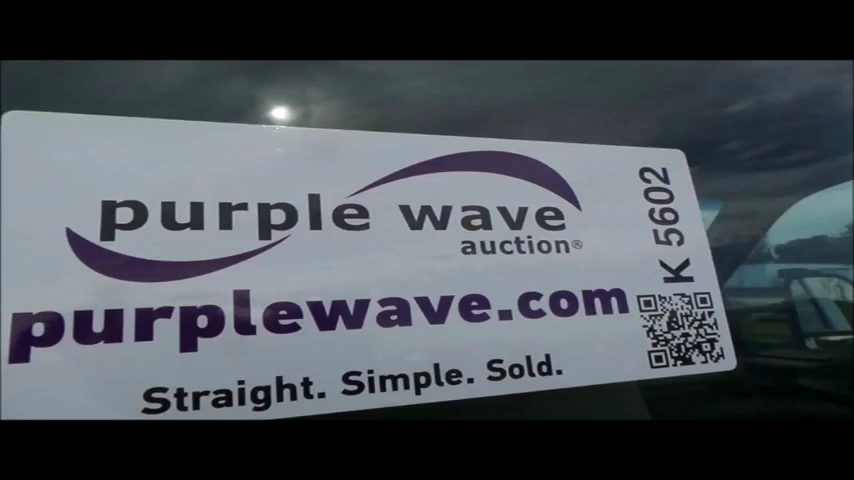 purple wave
auction®
purplewave.com
Straight. Simple. Sold.
K 5602